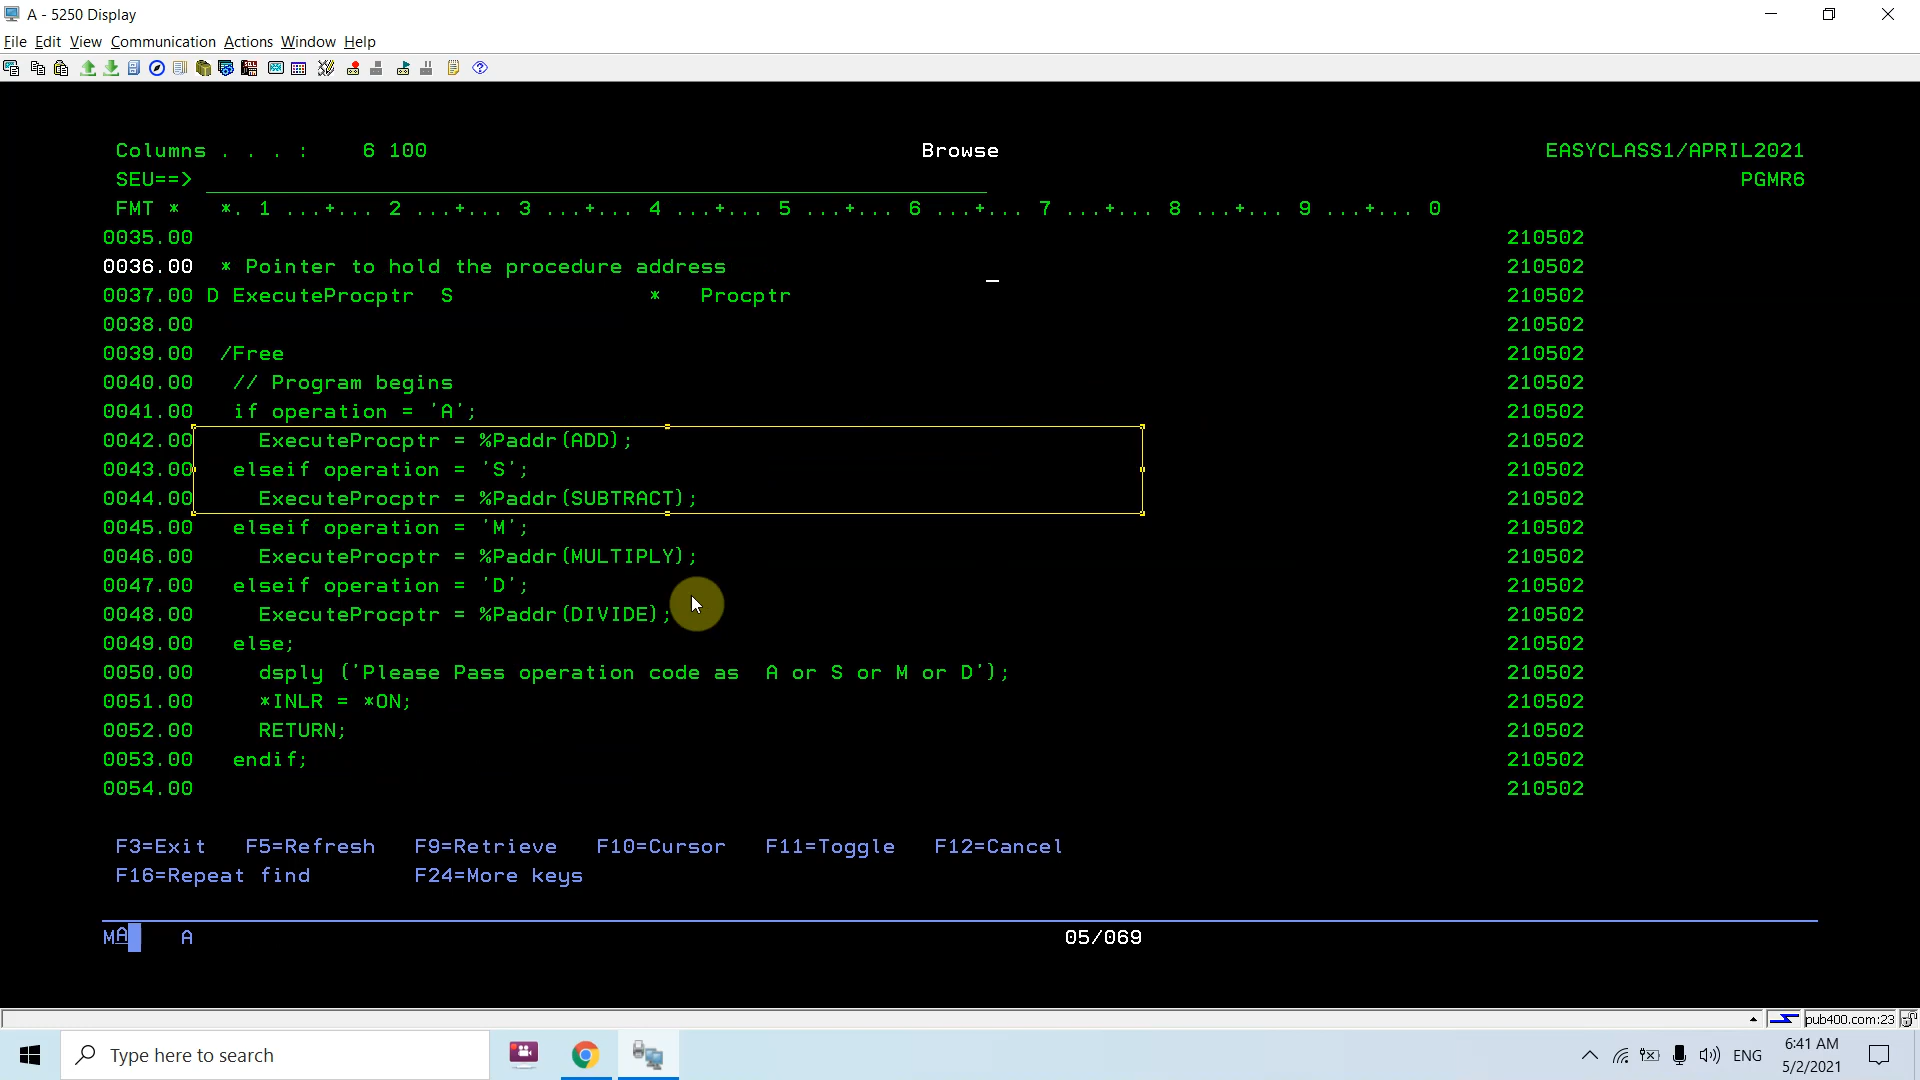 A - 5250 Display
File Edit View Communication Actions Window Help
Columns . . . :    6 100    Browse    EASYCLASS1/APRIL2021
SEU==>    PGMR6
FMT *   *. 1 ...+... 2 ...+... 3 ...+... 4 ...+... 5 ...+... 6 ...+... 7 ...+... 8 ...+... 9 ...+... 0
0035.00    210502
0036.00  * Pointer to hold the procedure address    210502
0037.00 D ExecuteProcptr  S               *   Procptr    210502
0038.00    210502
0039.00  /Free    210502
0040.00   // Program begins    210502
0041.00   if operation = 'A';    210502
0042.00     ExecuteProcptr = %Paddr(ADD);    210502
0043.00   elseif operation = 'S';    210502
0044.00     ExecuteProcptr = %Paddr(SUBTRACT);    210502
0045.00   elseif operation = 'M';    210502
0046.00     ExecuteProcptr = %Paddr(MULTIPLY);    210502
0047.00   elseif operation = 'D';    210502
0048.00     ExecuteProcptr = %Paddr(DIVIDE);    210502
0049.00   else;    210502
0050.00     dsply ('Please Pass operation code as  A or S or M or D');    210502
0051.00     *INLR = *ON;    210502
0052.00     RETURN;    210502
0053.00   endif;    210502
0054.00    210502
F3=Exit   F5=Refresh   F9=Retrieve   F10=Cursor   F11=Toggle   F12=Cancel
F16=Repeat find        F24=More keys
MA    A    05/069
pub400.com:23
Type here to search    ENG    6:41 AM
5/2/2021